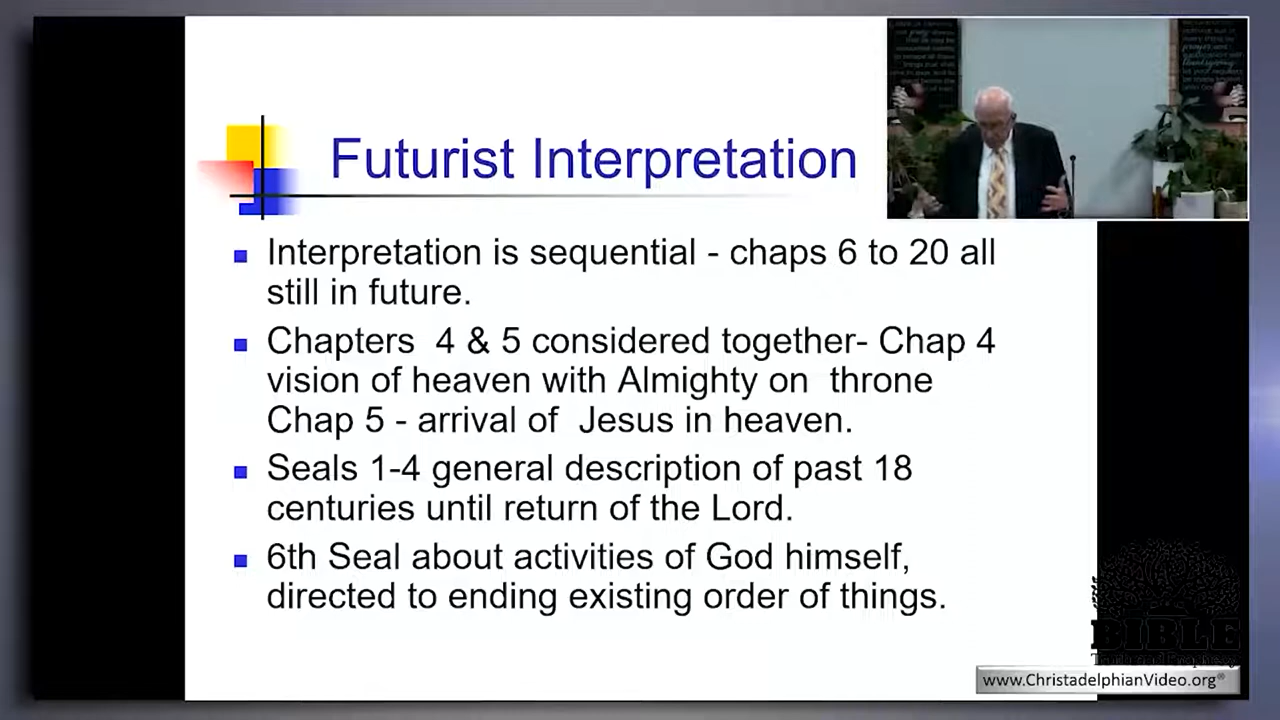 Futurist Interpretation
Interpretation is sequential - chaps 6 to 20 all
still in future.
Chapters 4 & 5 considered together- Chap 4
vision of heaven with Almighty on throne
Chap 5 - arrival of Jesus in heaven.
Seals 1-4 general description of past 18
centuries until return of the Lord.
6th Seal about activities of God himself,
directed to ending existing order of things.
BIBLE
Truth and Prophecy
www.ChristadelphianVideo.org®